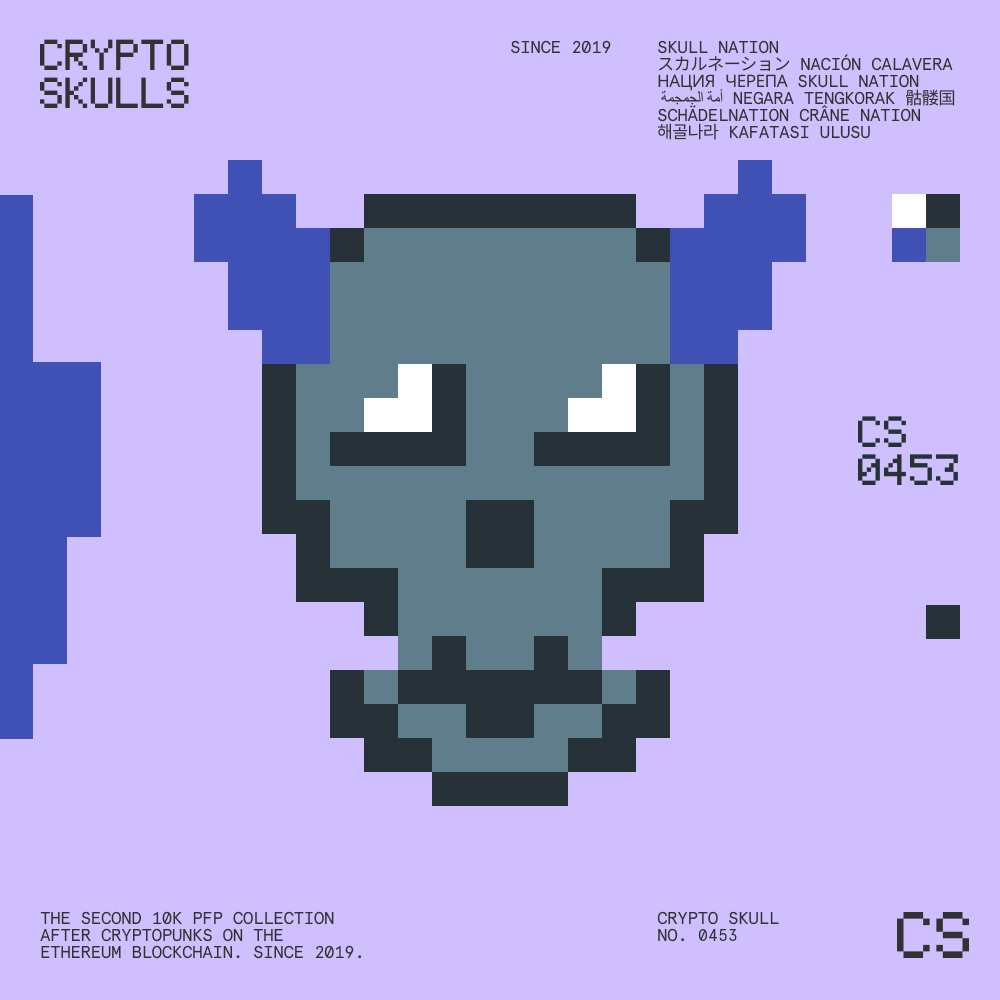 CRYPTO
SKULLS
SINCE 2019
SKULL NATION
スカルネーション NACIÓN CALAVERA
НАЦИЯ ЧЕРЕПА SKULL NATION
أمة الجمجمة NEGARA TENGKORAK 骷髅国
SCHÄDELNATION CRÂNE NATION
해골나라 KAFATASI ULUSU
CS
0453
THE SECOND 10K PFP COLLECTION
AFTER CRYPTOPUNKS ON THE
ETHEREUM BLOCKCHAIN. SINCE 2019.
CRYPTO SKULL
NO. 0453
CS